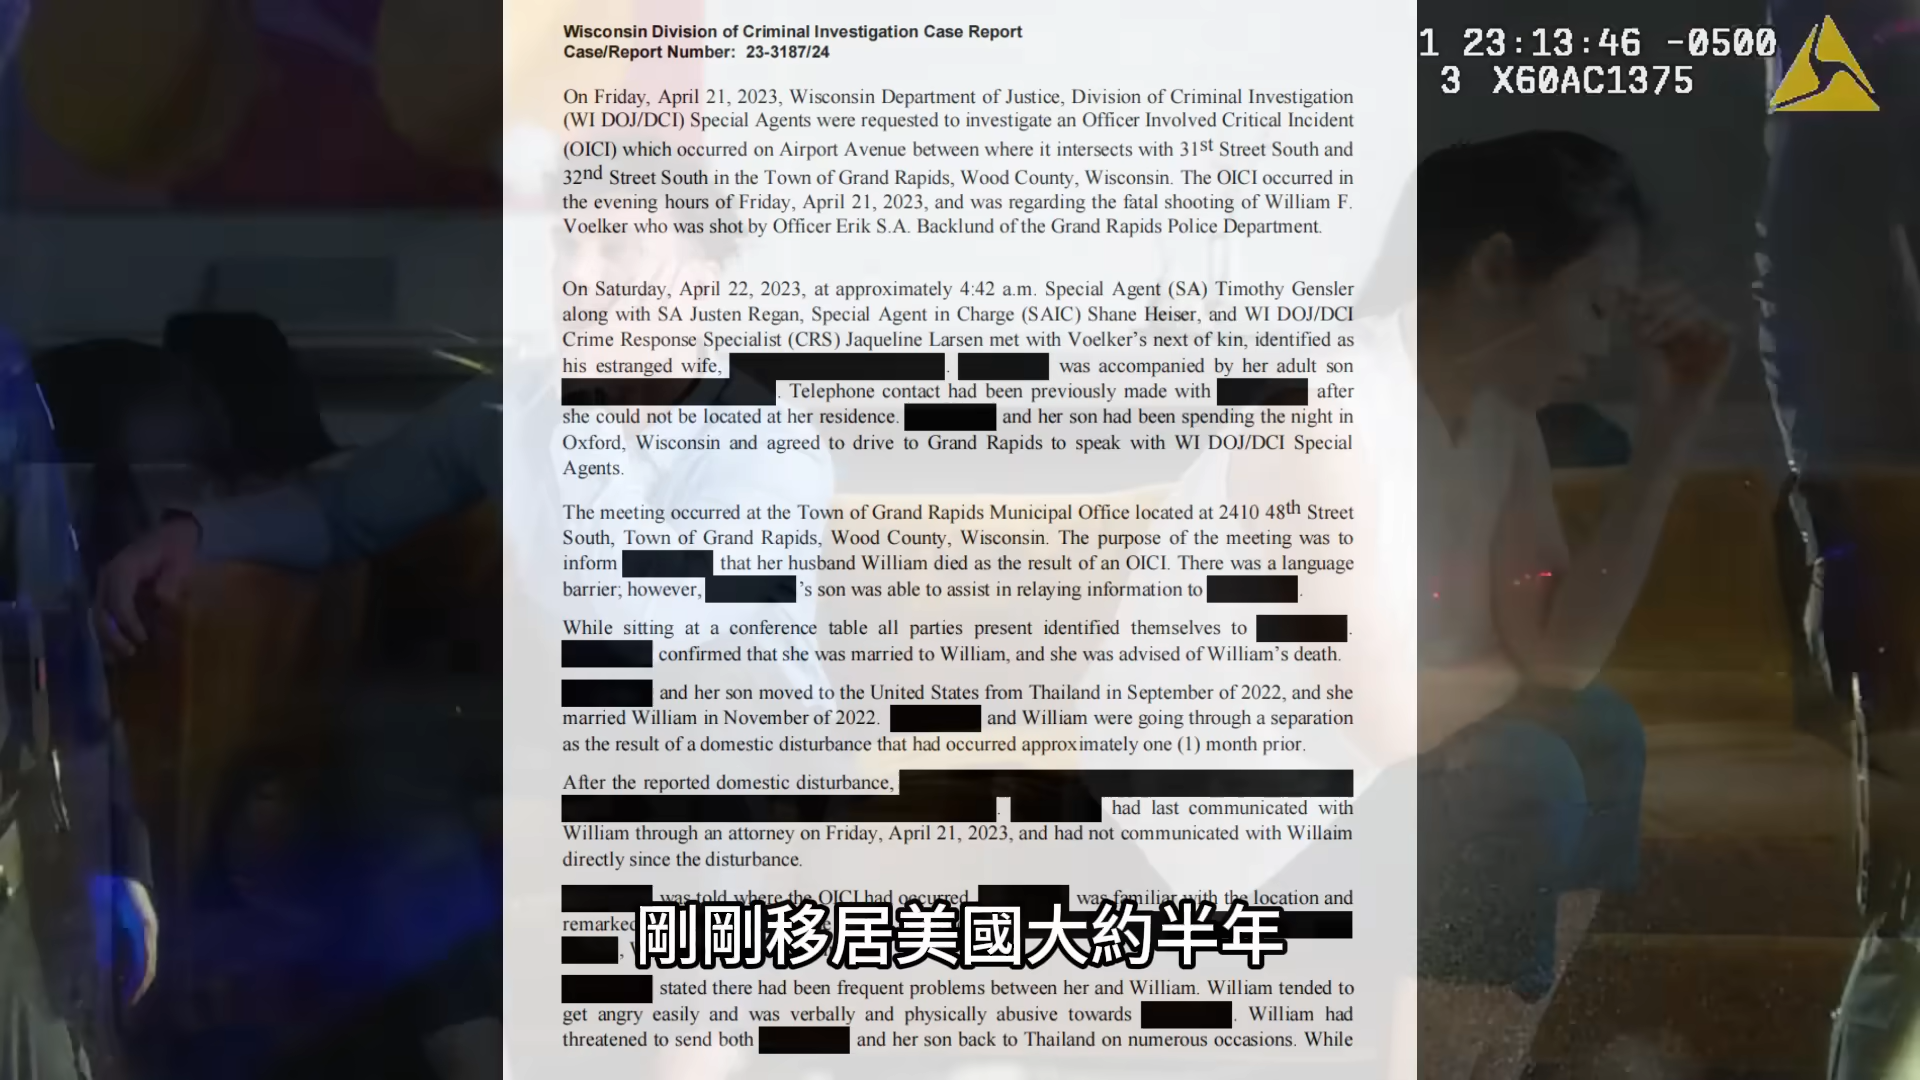 Wisconsin Division of Criminal Investigation Case Report
Case/Report Number: 23-3187/24
On Friday, April 21, 2023, Wisconsin Department of Justice, Division of Criminal Investigation
(WI DOJ/DCI) Special Agents were requested to investigate an Officer Involved Critical Incident
(OICI) which occurred on Airport Avenue between where it intersects with 31st Street South and
32nd Street South in the Town of Grand Rapids, Wood County, Wisconsin. The OICI occurred in
the evening hours of Friday, April 21, 2023, and was regarding the fatal shooting of William F.
Voelker who was shot by Officer Erik S.A. Backlund of the Grand Rapids Police Department.
On Saturday, April 22, 2023, at approximately 4:42 a.m. Special Agent (SA) Timothy Gensler
along with SA Justen Regan, Special Agent in Charge (SAIC) Shane Heiser, and WI DOJ/DCI
Crime Response Specialist (CRS) Jaqueline Larsen met with Voelker's next of kin, identified as
his estranged wife, . was accompanied by her adult son
. Telephone contact had been previously made with after
she could not be located at her residence. and her son had been spending the night in
Oxford, Wisconsin and agreed to drive to Grand Rapids to speak with WI DOJ/DCI Special
Agents.
The meeting occurred at the Town of Grand Rapids Municipal Office located at 2410 48th Street
South, Town of Grand Rapids, Wood County, Wisconsin. The purpose of the meeting was to
inform that her husband William died as the result of an OICI. There was a language
barrier; however, 's son was able to assist in relaying information to .
While sitting at a conference table all parties present identified themselves to .
confirmed that she was married to William, and she was advised of William's death.
and her son moved to the United States from Thailand in September of 2022, and she
married William in November of 2022. and William were going through a separation
as the result of a domestic disturbance that had occurred approximately one (1) month prior.
After the reported domestic disturbance,
. had last communicated with
William through an attorney on Friday, April 21, 2023, and had not communicated with Willaim
directly since the disturbance.
was told where the OICI had occurred. was familiar with the location and
remarked
剛剛移居美國大約半年
stated there had been frequent problems between her and William. William tended to
get angry easily and was verbally and physically abusive towards . William had
threatened to send both and her son back to Thailand on numerous occasions. While
1 23:13:46 -0500
3 X60AC1375